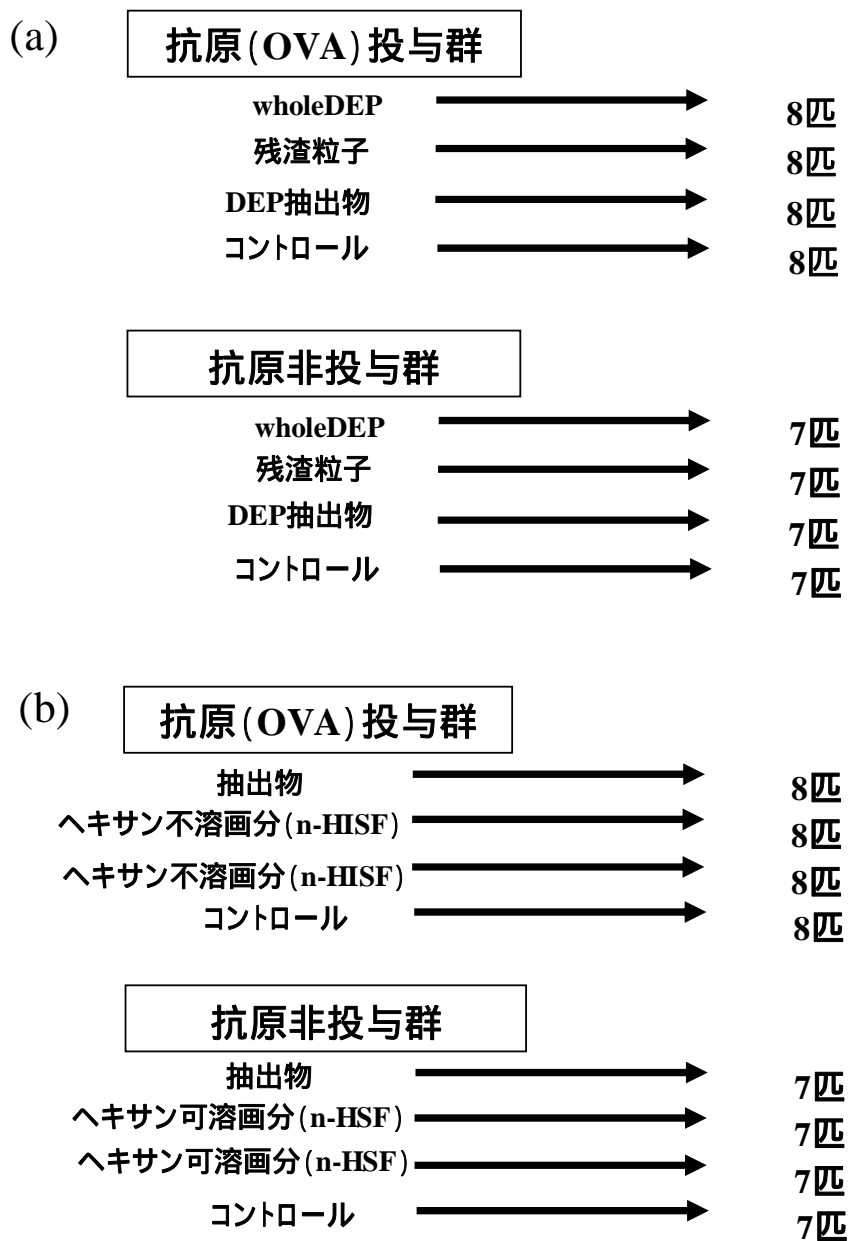 (a)
抗原(OVA)投与群
wholeDEP 8匹
残渣粒子 8匹
DEP抽出物 8匹
コントロール 8匹
抗原非投与群
wholeDEP 7匹
残渣粒子 7匹
DEP抽出物 7匹
コントロール 7匹
(b)
抗原(OVA)投与群
抽出物 8匹
ヘキサン不溶画分(n-HISF) 8匹
ヘキサン不溶画分(n-HISF) 8匹
コントロール 8匹
抗原非投与群
抽出物 7匹
ヘキサン可溶画分(n-HSF) 7匹
ヘキサン可溶画分(n-HSF) 7匹
コントロール 7匹